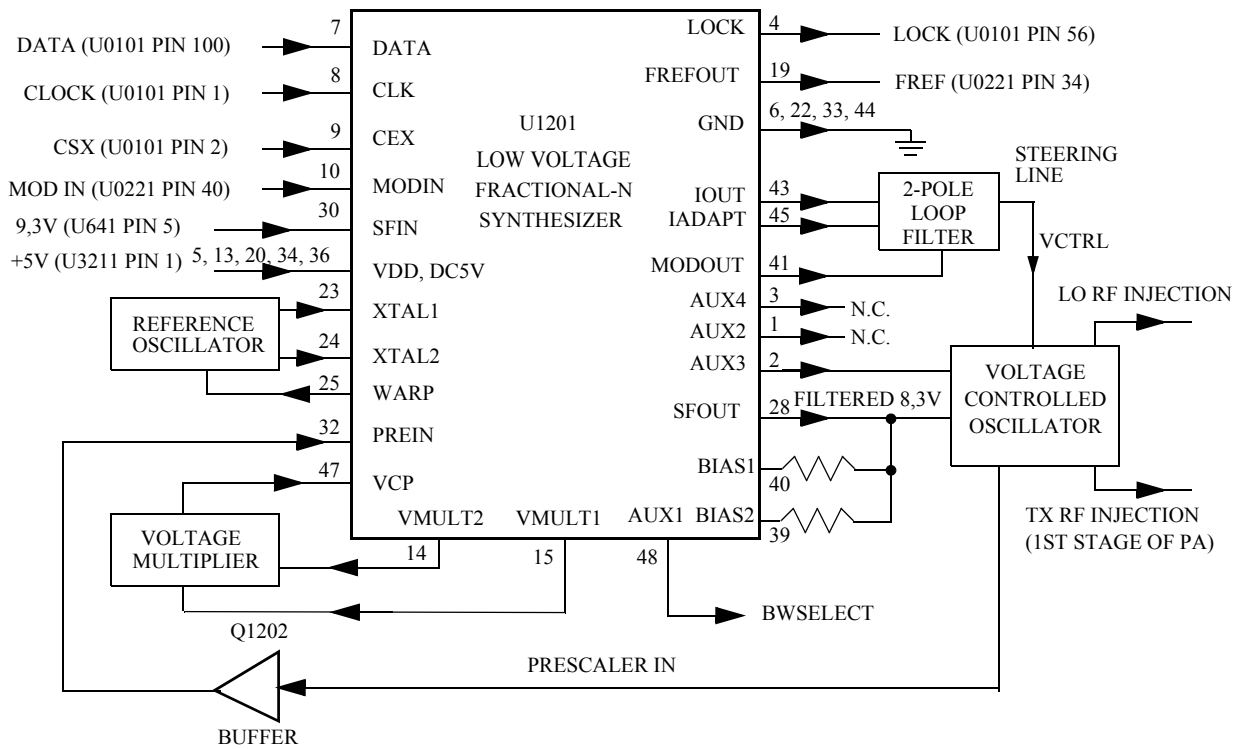 DATA (U0101 PIN 100)
7
DATA
CLOCK (U0101 PIN 1)
8
CLK
CSX (U0101 PIN 2)
9
CEX
MOD IN (U0221 PIN 40)
10
MODIN
9,3V (U641 PIN 5)
30
SFIN
+5V (U3211 PIN 1)
5, 13, 20, 34, 36
VDD, DC5V
REFERENCE
OSCILLATOR
23
XTAL1
24
XTAL2
25
WARP
32
PREIN
47
VCP
VOLTAGE
MULTIPLIER
VMULT2
14
VMULT1
15
AUX1
48
BWSELECT
U1201
LOW VOLTAGE
FRACTIONAL-N
SYNTHESIZER
LOCK
4
LOCK (U0101 PIN 56)
FREFOUT
19
FREF (U0221 PIN 34)
GND
6, 22, 33, 44
IOUT
43
IADAPT
45
MODOUT
41
2-POLE
LOOP
FILTER
STEERING
LINE
VCTRL
AUX4
3
N.C.
AUX2
1
N.C.
AUX3
2
SFOUT
28
FILTERED 8,3V
BIAS1
40
BIAS2
39
VOLTAGE
CONTROLLED
OSCILLATOR
LO RF INJECTION
TX RF INJECTION
(1ST STAGE OF PA)
PRESCALER IN
Q1202
BUFFER